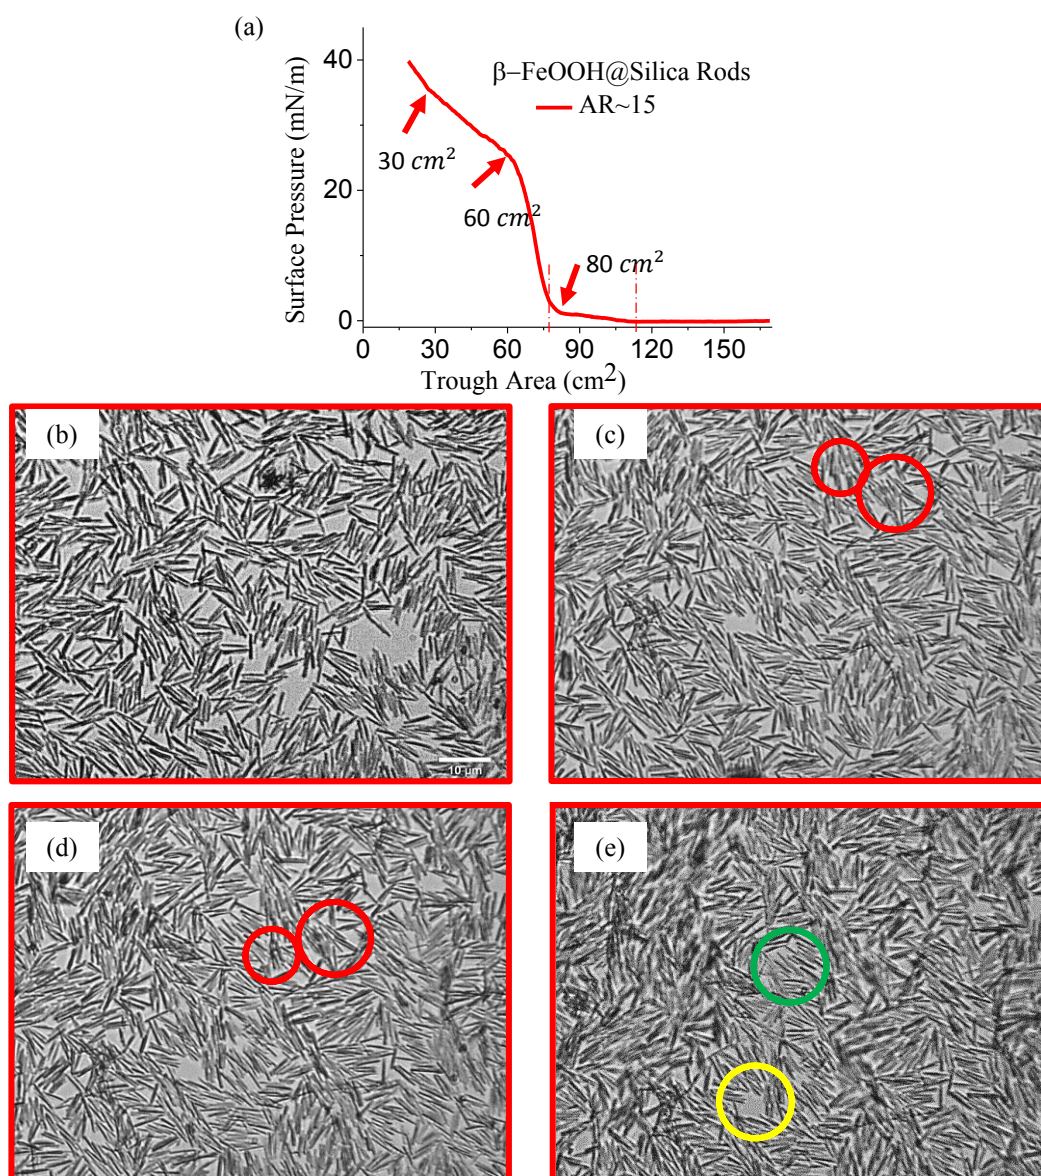 (a)
40
20
0
Surface Pressure (mN/m)
β–FeOOH@Silica Rods
AR~15
30 cm²
60 cm²
80 cm²
0 30 60 90 120 150
Trough Area (cm²)
(b)
10 µm
(c)
(d)
(e)